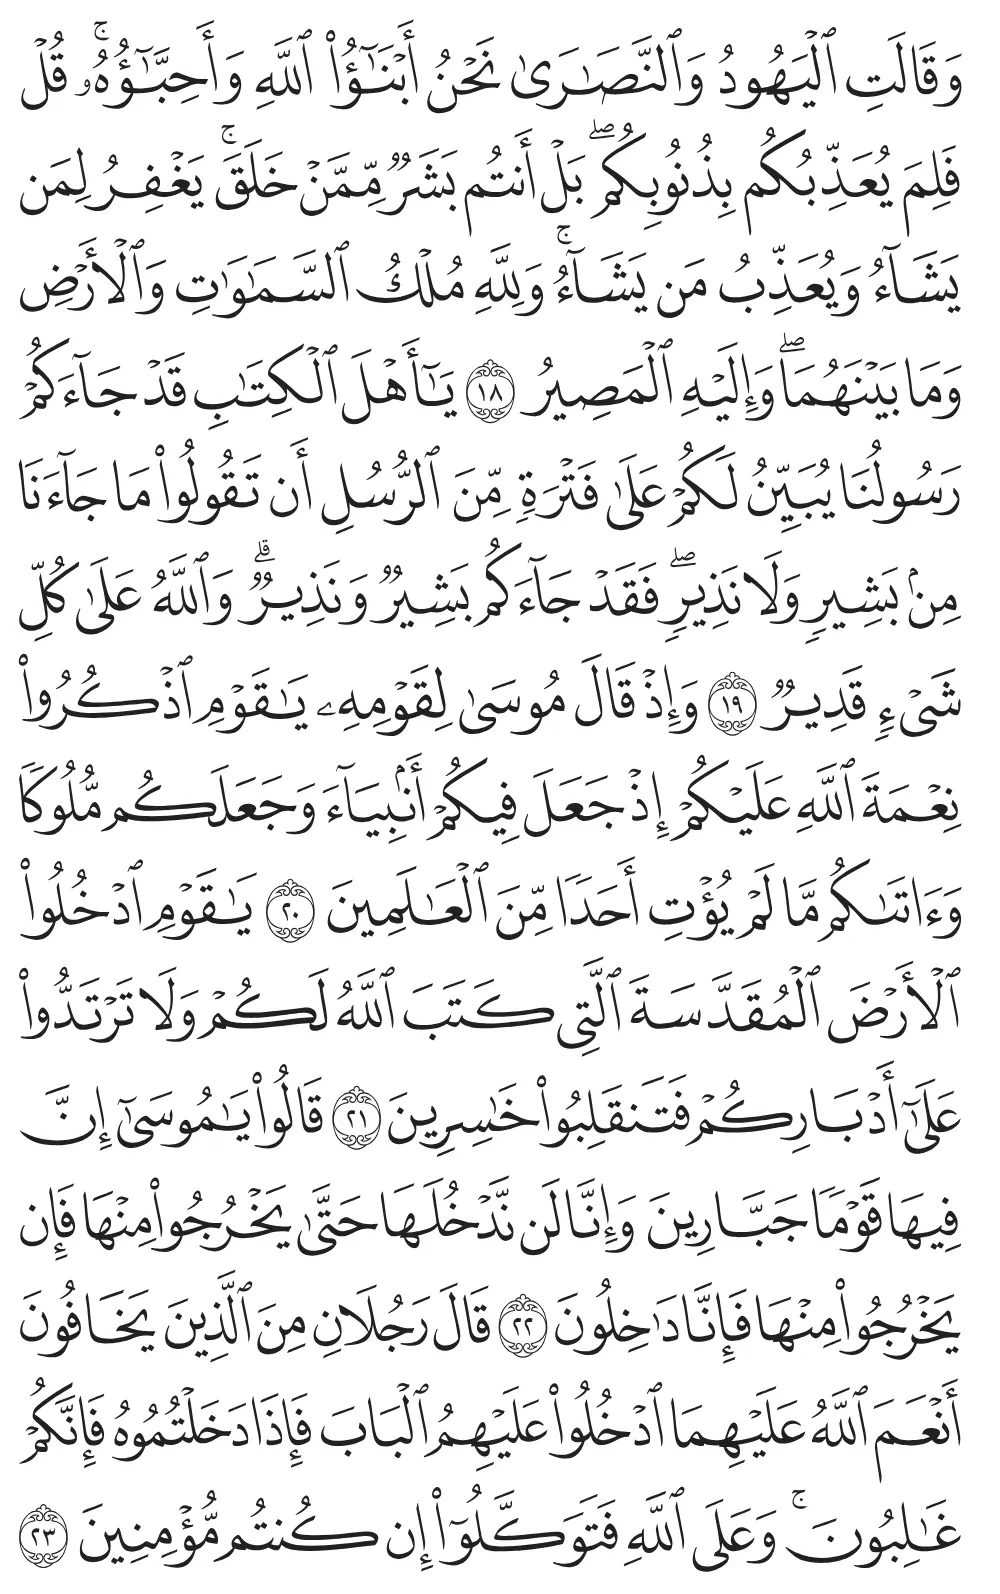 وَقَالَتِ ٱلْيَهُودُ وَٱلنَّصَـٰرَىٰ نَحْنُ أَبْنَـٰٓؤُا۟ ٱللَّهِ وَأَحِبَّـٰٓؤُهُۥ ۚ قُلْ
فَلِمَ يُعَذِّبُكُم بِذُنُوبِكُم ۖ بَلْ أَنتُم بَشَرٌ مِّمَّنْ خَلَقَ ۚ يَغْفِرُ لِمَن
يَشَآءُ وَيُعَذِّبُ مَن يَشَآءُ ۚ وَلِلَّهِ مُلْكُ ٱلسَّمَـٰوَٰتِ وَٱلْأَرْضِ
وَمَا بَيْنَهُمَا ۖ وَإِلَيْهِ ٱلْمَصِيرُ ١٨ يَـٰٓأَهْلَ ٱلْكِتَـٰبِ قَدْ جَآءَكُمْ
رَسُولُنَا يُبَيِّنُ لَكُمْ عَلَىٰ فَتْرَةٍ مِّنَ ٱلرُّسُلِ أَن تَقُولُوا۟ مَا جَآءَنَا
مِنۢ بَشِيرٍ وَلَا نَذِيرٍ ۖ فَقَدْ جَآءَكُم بَشِيرٌ وَنَذِيرٌ ۗ وَٱللَّهُ عَلَىٰ كُلِّ
شَىْءٍ قَدِيرٌ ١٩ وَإِذْ قَالَ مُوسَىٰ لِقَوْمِهِۦ يَـٰقَوْمِ ٱذْكُرُوا۟
نِعْمَةَ ٱللَّهِ عَلَيْكُمْ إِذْ جَعَلَ فِيكُمْ أَنۢبِيَآءَ وَجَعَلَكُم مُّلُوكًا
وَءَاتَىٰكُم مَّا لَمْ يُؤْتِ أَحَدًا مِّنَ ٱلْعَـٰلَمِينَ ٢٠ يَـٰقَوْمِ ٱدْخُلُوا۟
ٱلْأَرْضَ ٱلْمُقَدَّسَةَ ٱلَّتِى كَتَبَ ٱللَّهُ لَكُمْ وَلَا تَرْتَدُّوا۟
عَلَىٰٓ أَدْبَارِكُمْ فَتَنقَلِبُوا۟ خَـٰسِرِينَ ٢١ قَالُوا۟ يَـٰمُوسَىٰٓ إِنَّ
فِيهَا قَوْمًا جَبَّارِينَ وَإِنَّا لَن نَّدْخُلَهَا حَتَّىٰ يَخْرُجُوا۟ مِنْهَا فَإِن
يَخْرُجُوا۟ مِنْهَا فَإِنَّا دَٰخِلُونَ ٢٢ قَالَ رَجُلَانِ مِنَ ٱلَّذِينَ يَخَافُونَ
أَنْعَمَ ٱللَّهُ عَلَيْهِمَا ٱدْخُلُوا۟ عَلَيْهِمُ ٱلْبَابَ فَإِذَا دَخَلْتُمُوهُ فَإِنَّكُمْ
غَـٰلِبُونَ ۚ وَعَلَى ٱللَّهِ فَتَوَكَّلُوٓا۟ إِن كُنتُم مُّؤْمِنِينَ ٢٣